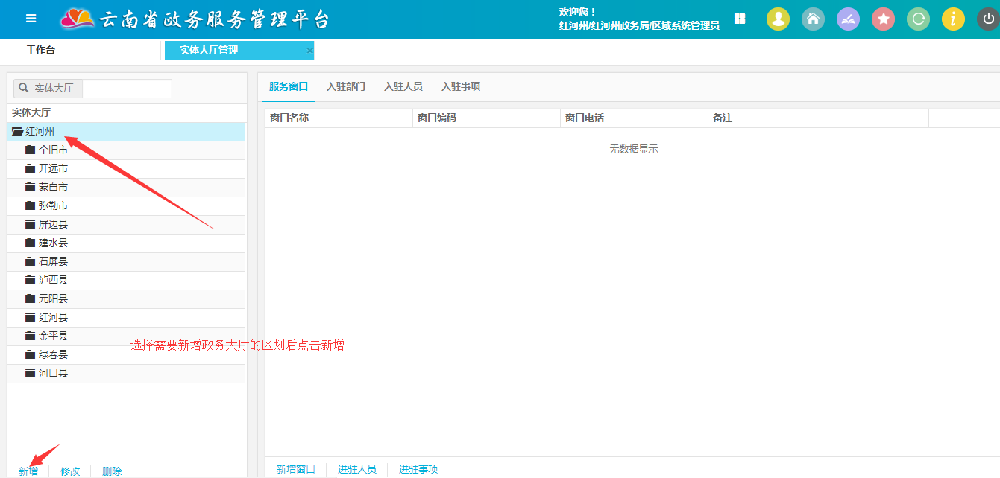 云南省政务服务管理平台
欢迎您！
红河州/红河州政务局/区域系统管理员
工作台
实体大厅管理 ×
实体大厅
服务窗口 入驻部门 入驻人员 入驻事项
实体大厅
窗口名称 窗口编码 窗口电话 备注
红河州
无数据显示
个旧市
开远市
蒙自市
弥勒市
屏边县
建水县
石屏县
泸西县
元阳县
红河县
金平县
选择需要新增政务大厅的区划后点击新增
绿春县
河口县
新增 修改 删除
新增窗口 进驻人员 进驻事项